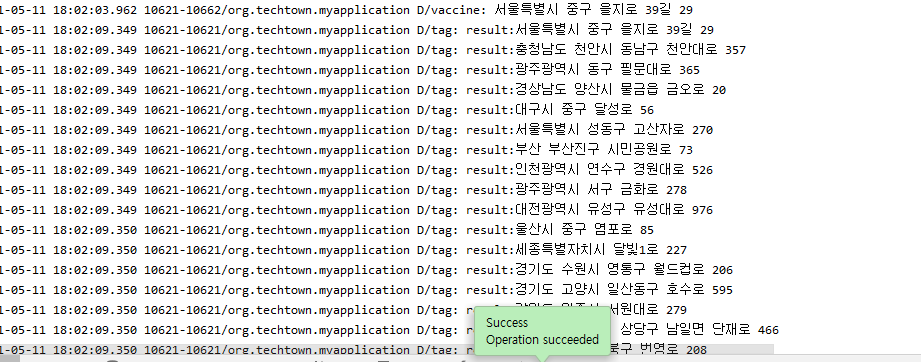 1-05-11 18:02:03.962 10621-10662/org.techtown.myapplication D/vaccine: 서울특별시 중구 을지로 39길 29
1-05-11 18:02:09.349 10621-10621/org.techtown.myapplication D/tag: result:서울특별시 중구 을지로 39길 29
1-05-11 18:02:09.349 10621-10621/org.techtown.myapplication D/tag: result:충청남도 천안시 동남구 천안대로 357
1-05-11 18:02:09.349 10621-10621/org.techtown.myapplication D/tag: result:광주광역시 동구 필문대로 365
1-05-11 18:02:09.349 10621-10621/org.techtown.myapplication D/tag: result:경상남도 양산시 물금읍 금오로 20
1-05-11 18:02:09.349 10621-10621/org.techtown.myapplication D/tag: result:대구시 중구 달성로 56
1-05-11 18:02:09.349 10621-10621/org.techtown.myapplication D/tag: result:서울특별시 성동구 고산자로 270
1-05-11 18:02:09.349 10621-10621/org.techtown.myapplication D/tag: result:부산 부산진구 시민공원로 73
1-05-11 18:02:09.349 10621-10621/org.techtown.myapplication D/tag: result:인천광역시 연수구 경원대로 526
1-05-11 18:02:09.349 10621-10621/org.techtown.myapplication D/tag: result:광주광역시 서구 금화로 278
1-05-11 18:02:09.349 10621-10621/org.techtown.myapplication D/tag: result:대전광역시 유성구 유성대로 976
1-05-11 18:02:09.350 10621-10621/org.techtown.myapplication D/tag: result:울산시 중구 염포로 85
1-05-11 18:02:09.350 10621-10621/org.techtown.myapplication D/tag: result:세종특별자치시 달빛1로 227
1-05-11 18:02:09.350 10621-10621/org.techtown.myapplication D/tag: result:경기도 수원시 영통구 월드컵로 206
1-05-11 18:02:09.350 10621-10621/org.techtown.myapplication D/tag: result:경기도 고양시 일산동구 호수로 595
1-05-11 18:02:09.350 10621-10621/org.techtown.myapplication D/tag: 서원대로 279
1-05-11 18:02:09.350 10621-10621/org.techtown.myapplication D/tag: 상당구 남일면 단재로 466
1-05-11 18:02:09.350 10621-10621/org.techtown.myapplication D/tag: 번영로 208
Success
Operation succeeded